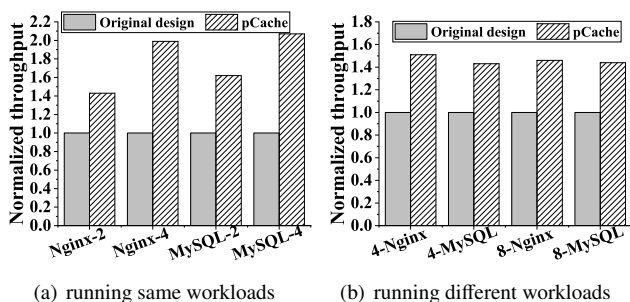 Original design pCache
Normalized throughput
2.2
2.0
1.8
1.6
1.4
1.2
1.0
0.8
0.6
0.4
0.2
0.0
Nginx-2 Nginx-4 MySQL-2 MySQL-4
(a) running same workloads
Original design pCache
Normalized throughput
1.8
1.6
1.4
1.2
1.0
0.8
0.6
0.4
0.2
0.0
4-Nginx 4-MySQL 8-Nginx 8-MySQL
(b) running different workloads